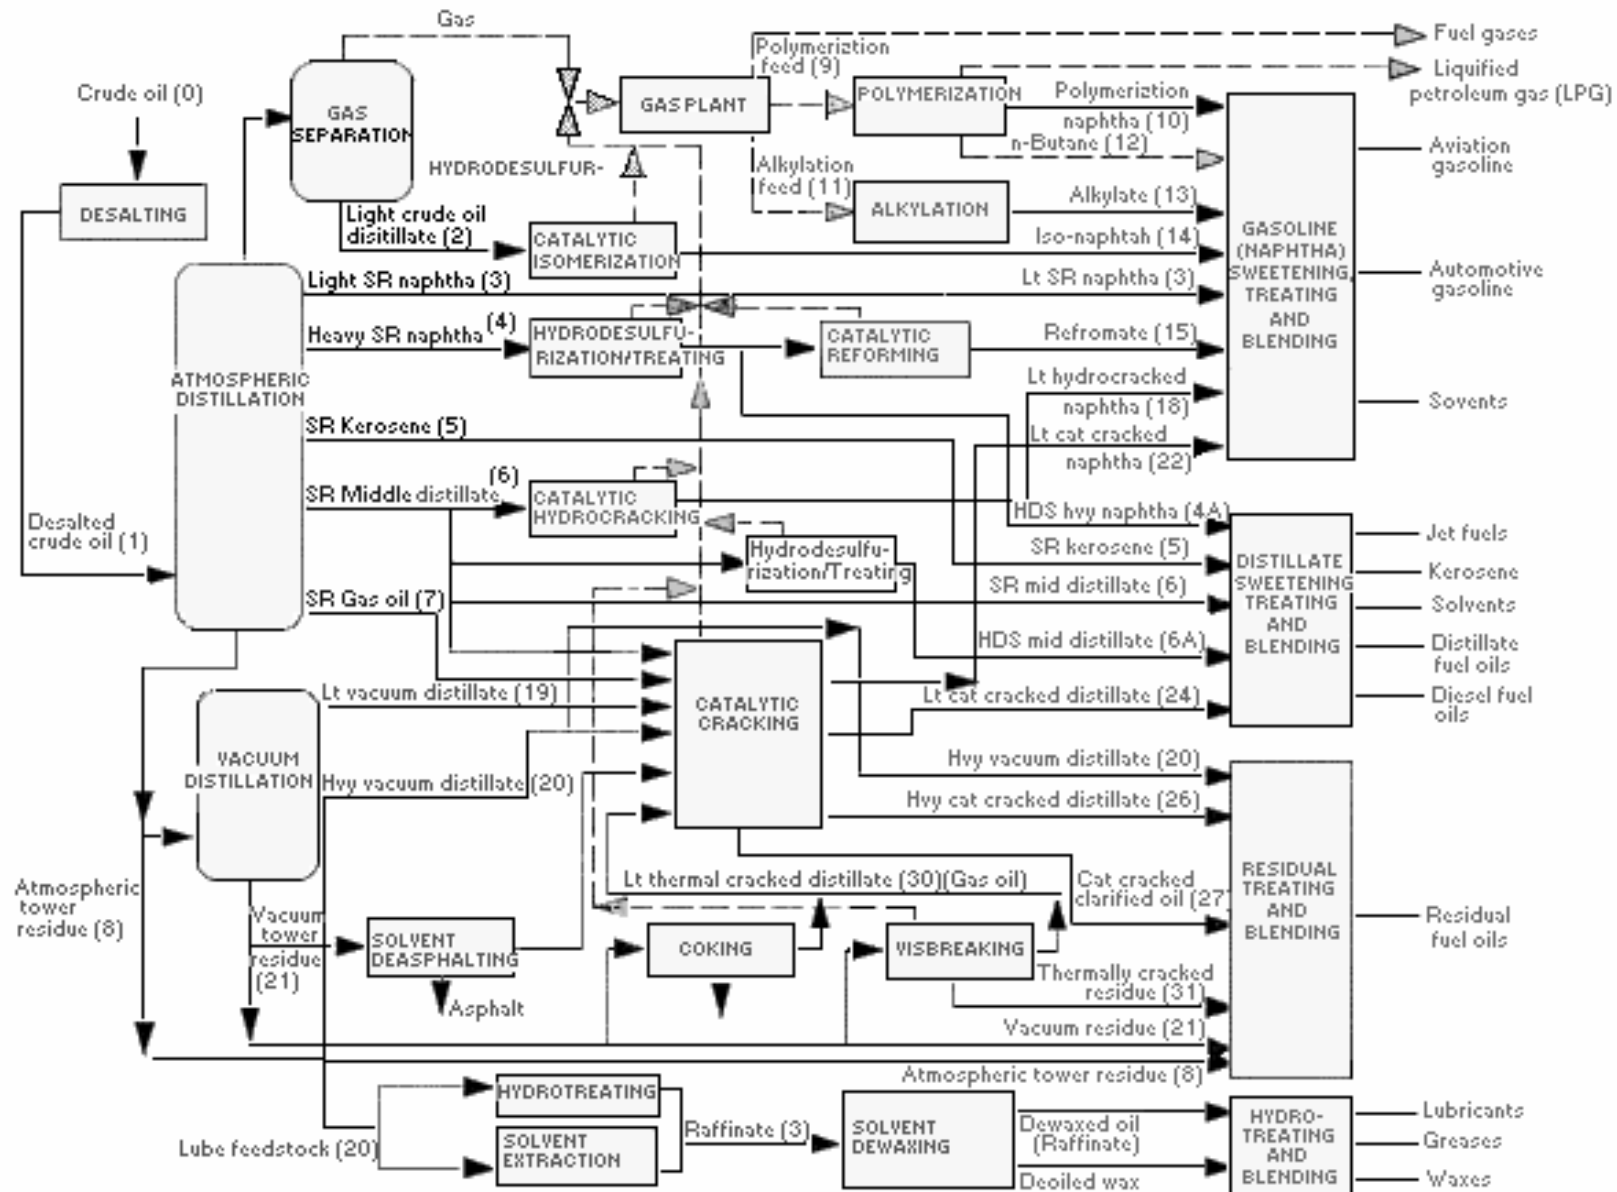 Gas
Fuel gases
Polymeriztion
feed (9)
Liquified
petroleum gas (LPG)
Crude oil (0)
GAS
SEPARATION
GAS PLANT
POLYMERIZATION
Polymeriztion
naphtha (10)
n-Butane (12)
Aviation
gasoline
HYDRODESULFUR-
Alkylation
feed (11)
DESALTING
Light crude oil
disitillate (2)
ALKYLATION
Alkylate (13)
CATALYTIC
ISOMERIZATION
Iso-naphtah (14)
GASOLINE
(NAPHTHA)
SWEETENING,
TREATING
AND
BLENDING
Automotive
gasoline
Light SR naphtha (3)
Lt SR naphtha (3)
Heavy SR naphtha (4)
HYDRODESULFU-
RIZATION/TREATING
CATALYTIC
REFORMING
Refromate (15)
ATMOSPHERIC
DISTILLATION
Lt hydrocracked
naphtha (18)
Sovents
SR Kerosene (5)
Lt cat cracked
naphtha (22)
SR Middle distillate (6)
CATALYTIC
HYDROCRACKING
HDS hvy naphtha (4A)
Desalted
crude oil (1)
Hydrodesulfu-
rization/Treating
SR kerosene (5)
DISTILLATE
SWEETENING
TREATING
AND
BLENDING
Jet fuels
Kerosene
Solvents
Distillate
fuel oils
Diesel fuel
oils
SR Gas oil (7)
SR mid distillate (6)
HDS mid distillate (6A)
Lt vacuum distillate (19)
CATALYTIC
CRACKING
Lt cat cracked distillate (24)
VACUUM
DISTILLATION
Hvy vacuum distillate (20)
Hvy vacuum distillate (20)
Hvy cat cracked distillate (26)
Atmospheric
tower
residue (8)
Lt thermal cracked distillate (30)(Gas oil)
Cat cracked
clarified oil (27
RESIDUAL
TREATING
AND
BLENDING
Residual
fuel oils
Vacuum
tower
residue
(21)
SOLVENT
DEASPHALTING
COKING
VISBREAKING
Thermally cracked
residue (31)
Asphalt
Vacuum residue (21)
Atmospheric tower residue (8)
HYDROTREATING
Lube feedstock (20)
SOLVENT
EXTRACTION
Raffinate (3)
SOLVENT
DEWAXING
Dewaxed oil
(Raffinate)
Deoiled wax
HYDRO-
TREATING
AND
BLENDING
Lubricants
Greases
Waxes